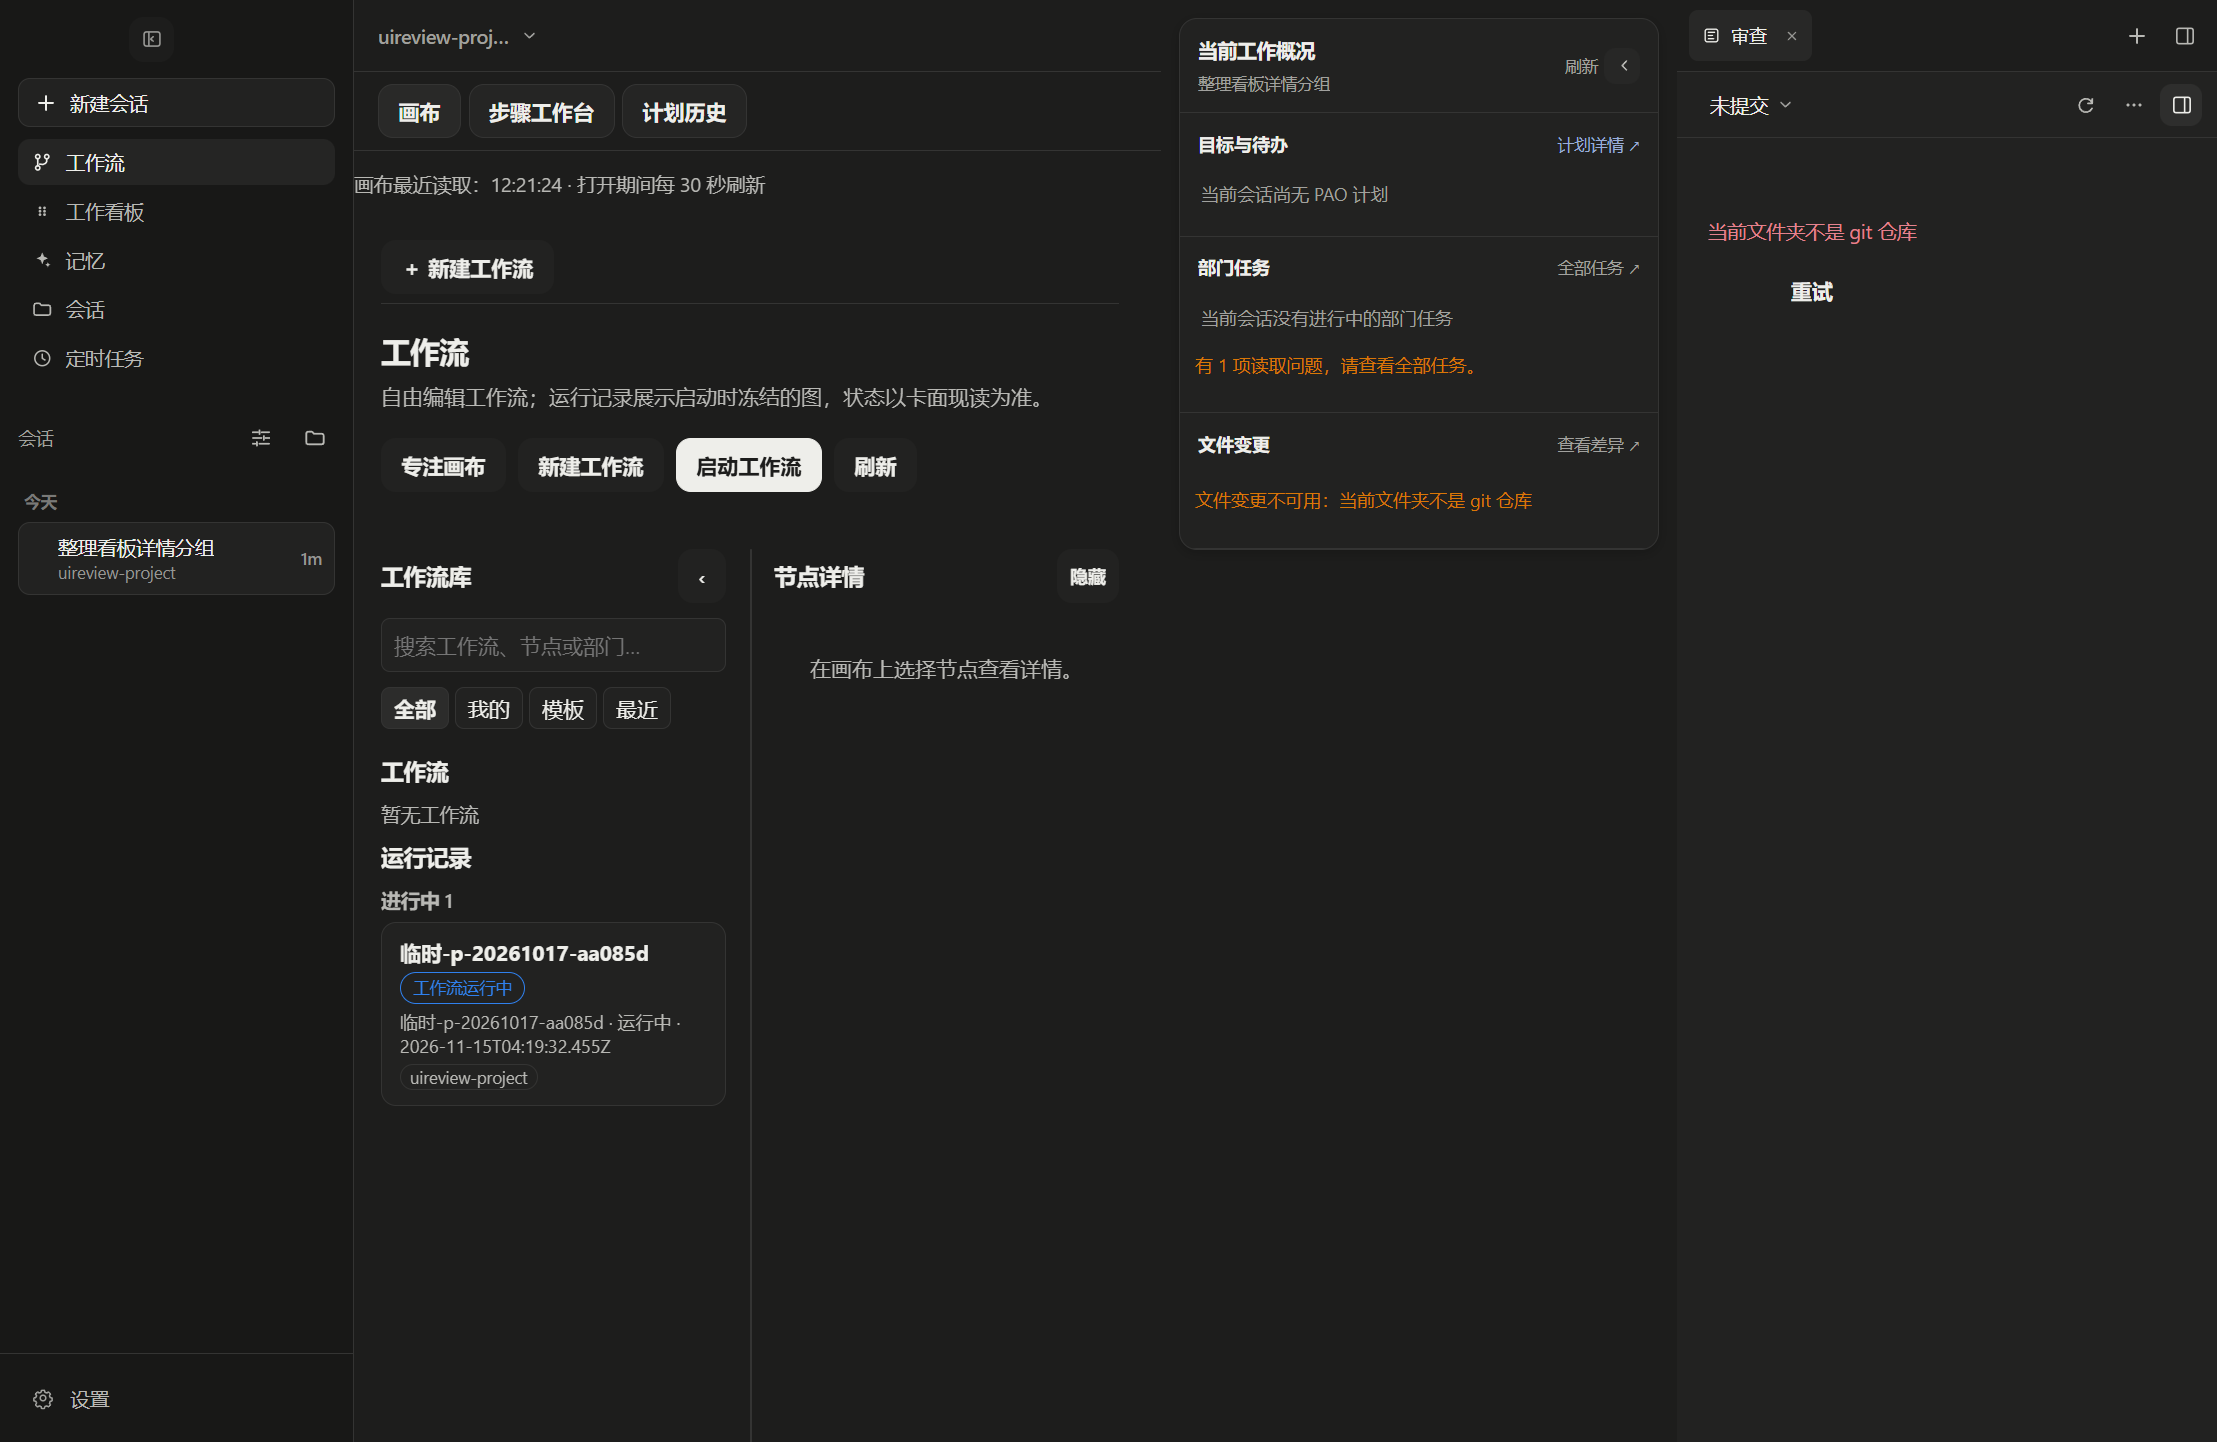 新建会话
工作流
工作看板
记忆
会话
定时任务
会话
今天
整理看板详情分组
uireview-project
1m
设置
uireview-proj...
画布
步骤工作台
计划历史
画布最近读取：12:21:24 · 打开期间每 30 秒刷新
+ 新建工作流
工作流
自由编辑工作流；运行记录展示启动时冻结的图，状态以卡面现读为准。
专注画布
新建工作流
启动工作流
刷新
工作流库
搜索工作流、节点或部门...
全部
我的
模板
最近
工作流
暂无工作流
运行记录
进行中 1
临时-p-20261017-aa085d
工作流运行中
临时-p-20261017-aa085d · 运行中 ·
2026-11-15T04:19:32.455Z
uireview-project
节点详情
隐藏
在画布上选择节点查看详情。
当前工作概况
整理看板详情分组
刷新
目标与待办
计划详情 ↗
当前会话尚无 PAO 计划
部门任务
全部任务 ↗
当前会话没有进行中的部门任务
有 1 项读取问题，请查看全部任务。
文件变更
查看差异 ↗
文件变更不可用：当前文件夹不是 git 仓库
审查
未提交
当前文件夹不是 git 仓库
重试